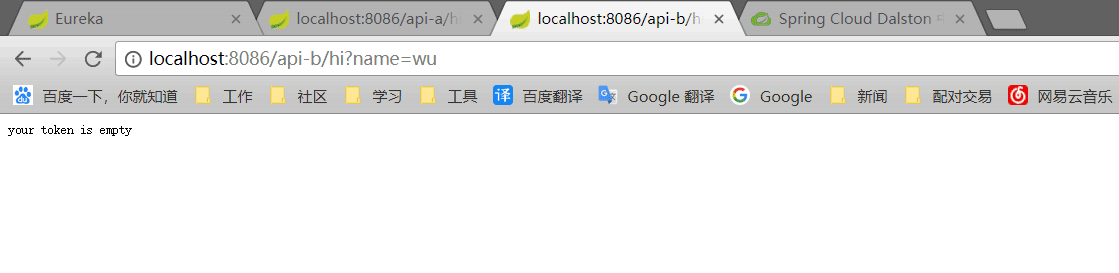 Eureka localhost:8086/api-a/h localhost:8086/api-b/h Spring Cloud Dalston
localhost:8086/api-b/hi?name=wu
百度一下，你就知道 工作 社区 学习 工具 译 百度翻译 Google 翻译 Google 新闻 配对交易 网易云音乐
your token is empty